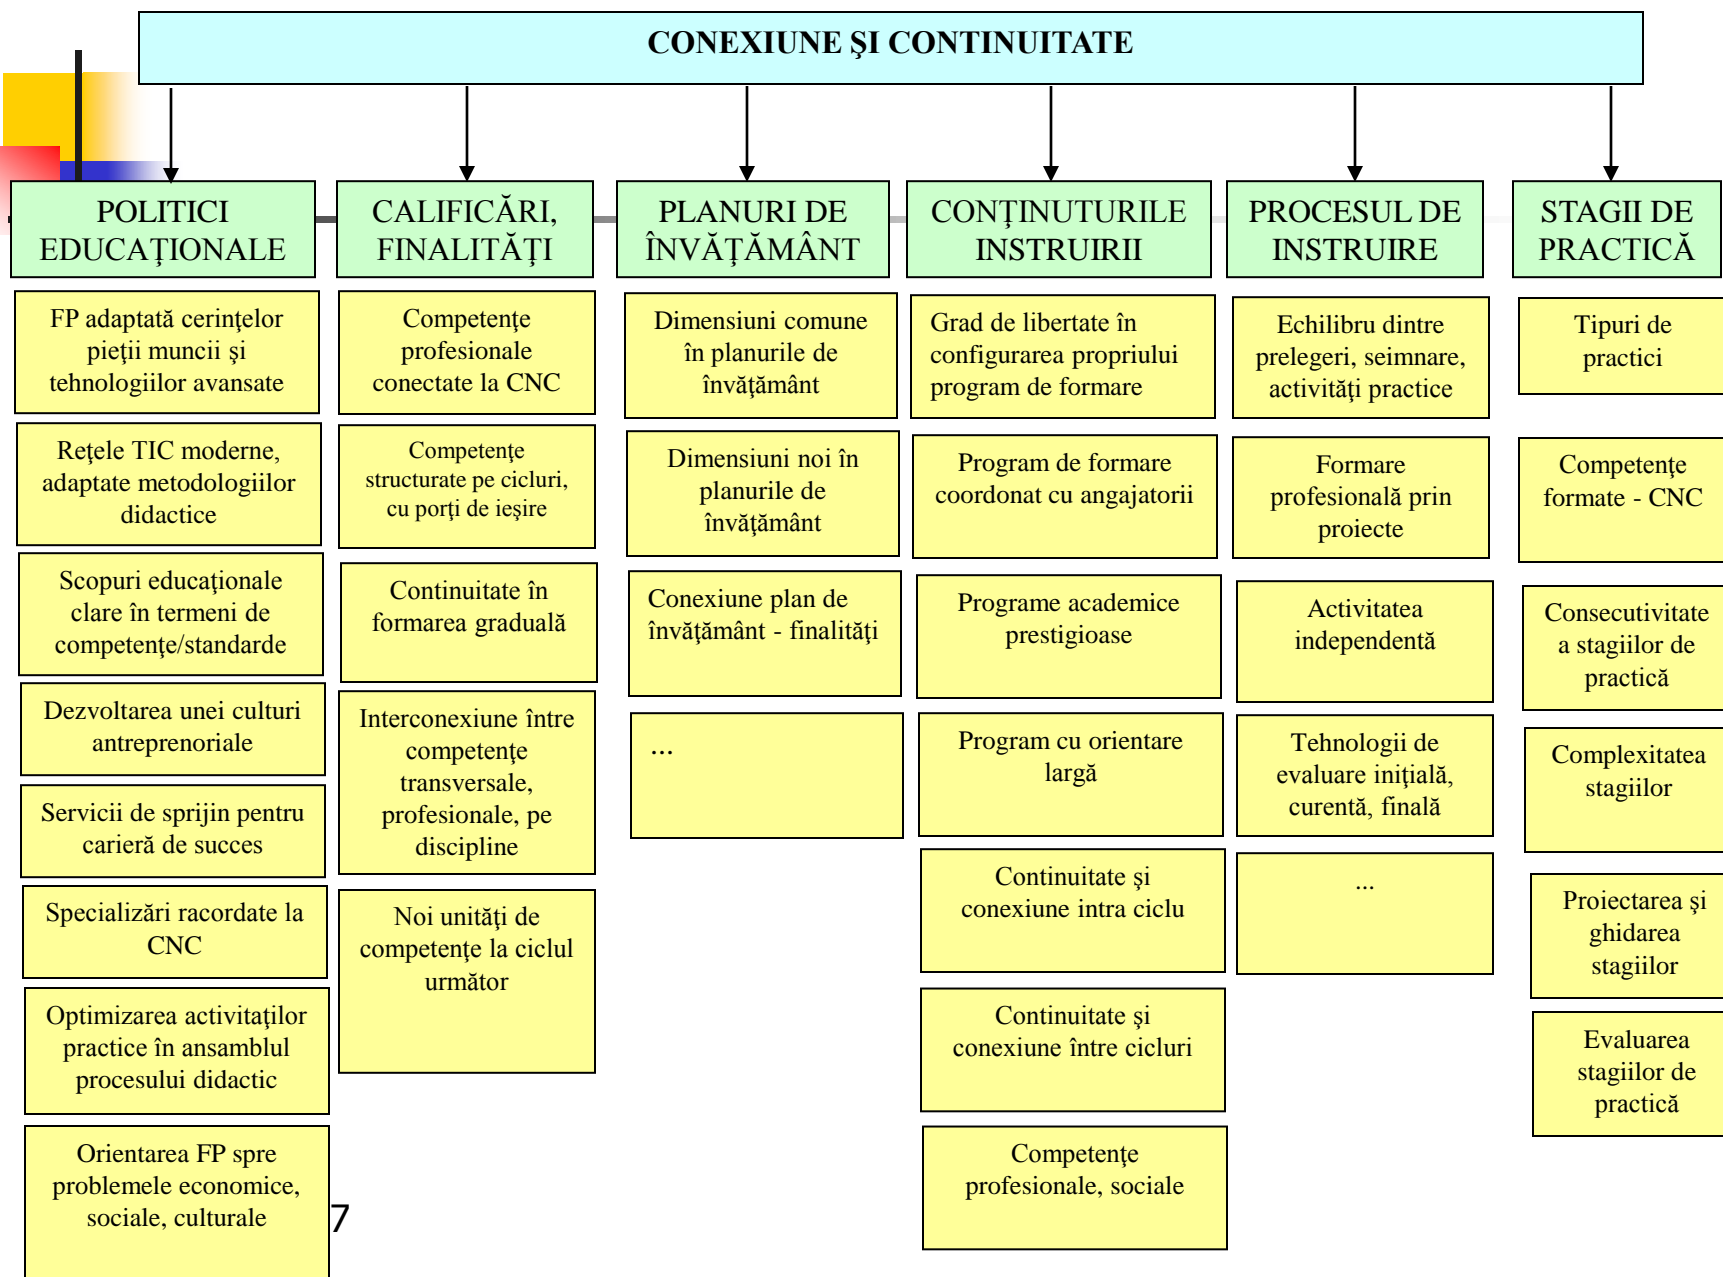 CONEXIUNE ŞI CONTINUITATE
POLITICI
EDUCAŢIONALE
FP adaptată cerinţelor
pieţii muncii şi
tehnologiilor avansate
Reţele TIC moderne,
adaptate metodologiilor
didactice
Scopuri educaţionale
clare în termeni de
competenţe/standarde
Dezvoltarea unei culturi
antreprenoriale
Servicii de sprijin pentru
carieră de succes
Specializări racordate la
CNC
Optimizarea activitaţilor
practice în ansamblul
procesului didactic
Orientarea FP spre
problemele economice,
sociale, culturale
7
CALIFICĂRI,
FINALITĂŢI
Competenţe
profesionale
conectate la CNC
Competenţe
structurate pe cicluri,
cu porţi de ieşire
Continuitate în
formarea graduală
Interconexiune între
competenţe
transversale,
profesionale, pe
discipline
Noi unităţi de
competenţe la ciclul
următor
PLANURI DE
ÎNVĂŢĂMÂNT
Dimensiuni comune
în planurile de
învăţământ
Dimensiuni noi în
planurile de
învăţământ
Conexiune plan de
învăţământ - finalităţi
...
CONŢINUTURILE
INSTRUIRII
Grad de libertate în
configurarea propriului
program de formare
Program de formare
coordonat cu angajatorii
Programe academice
prestigioase
Program cu orientare
largă
Continuitate şi
conexiune intra ciclu
Continuitate şi
conexiune între cicluri
Competenţe
profesionale, sociale
PROCESUL DE
INSTRUIRE
Echilibru dintre
prelegeri, seimnare,
activităţi practice
Formare
profesională prin
proiecte
Activitatea
independentă
Tehnologii de
evaluare iniţială,
curentă, finală
...
STAGII DE
PRACTICĂ
Tipuri de
practici
Competenţe
formate - CNC
Consecutivitate
a stagiilor de
practică
Complexitatea
stagiilor
Proiectarea şi
ghidarea
stagiilor
Evaluarea
stagiilor de
practică